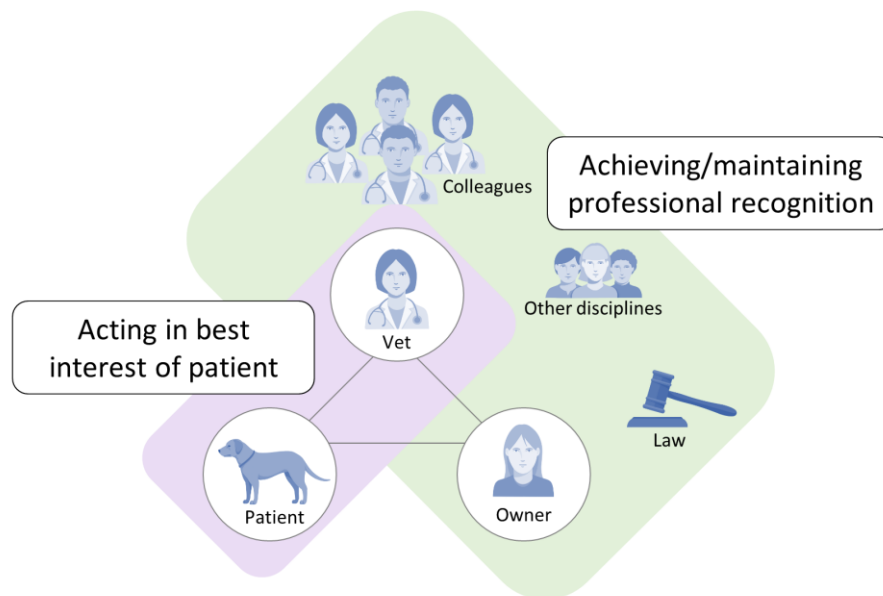 Colleagues
Achieving/maintaining
professional recognition
Other disciplines
Vet
Acting in best
interest of patient
Law
Patient
Owner